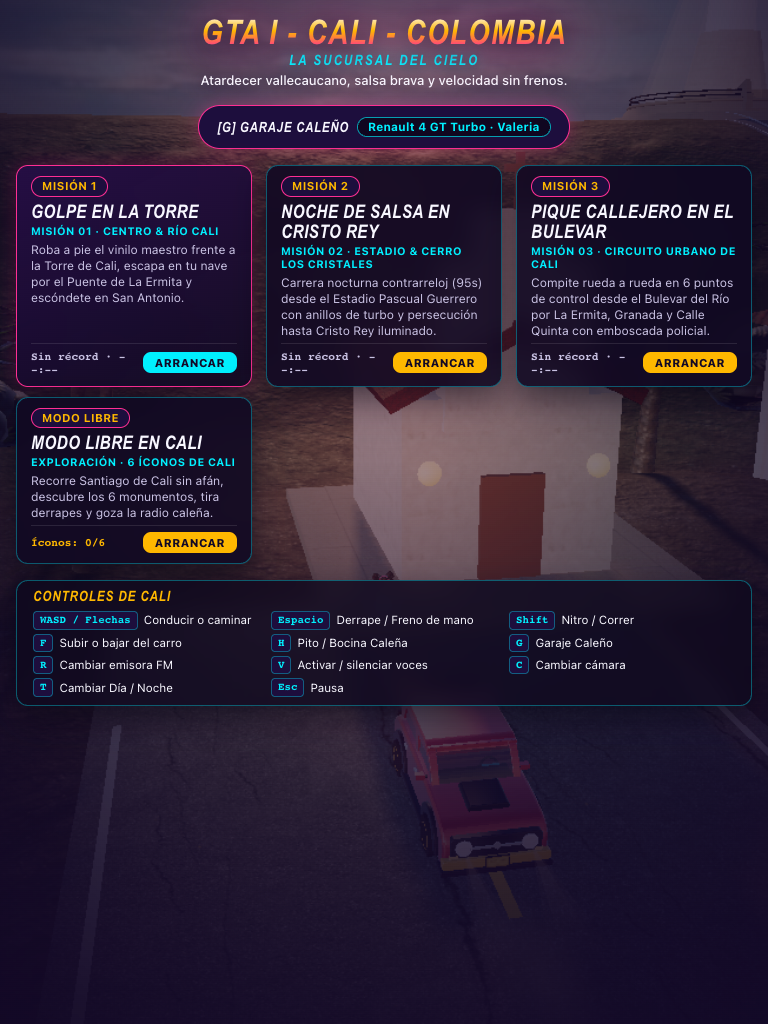 GTA I - CALI - COLOMBIA
LA SUCURSAL DEL CIELO
Atardecer vallecaucano, salsa brava y velocidad sin frenos.
[G] GARAJE CALEÑO Renault 4 GT Turbo · Valeria
MISIÓN 1
GOLPE EN LA TORRE
MISIÓN 01 · CENTRO & RÍO CALI
Roba a pie el vinilo maestro frente a
la Torre de Cali, escapa en tu nave
por el Puente de La Ermita y
escóndete en San Antonio.
Sin récord · -
-:--
ARRANCAR
MISIÓN 2
NOCHE DE SALSA EN
CRISTO REY
MISIÓN 02 · ESTADIO & CERRO
LOS CRISTALES
Carrera nocturna contrarreloj (95s)
desde el Estadio Pascual Guerrero
con anillos de turbo y persecución
hasta Cristo Rey iluminado.
Sin récord · -
-:--
ARRANCAR
MISIÓN 3
PIQUE CALLEJERO EN EL
BULEVAR
MISIÓN 03 · CIRCUITO URBANO DE
CALI
Compite rueda a rueda en 6 puntos
de control desde el Bulevar del Río
por La Ermita, Granada y Calle
Quinta con emboscada policial.
Sin récord · -
-:--
ARRANCAR
MODO LIBRE
MODO LIBRE EN CALI
EXPLORACIÓN · 6 ÍCONOS DE CALI
Recorre Santiago de Cali sin afán,
descubre los 6 monumentos, tira
derrapes y goza la radio caleña.
Íconos: 0/6
ARRANCAR
CONTROLES DE CALI
WASD / Flechas Conducir o caminar
Espacio Derrape / Freno de mano
Shift Nitro / Correr
F Subir o bajar del carro
H Pito / Bocina Caleña
G Garaje Caleño
R Cambiar emisora FM
V Activar / silenciar voces
C Cambiar cámara
T Cambiar Día / Noche
Esc Pausa